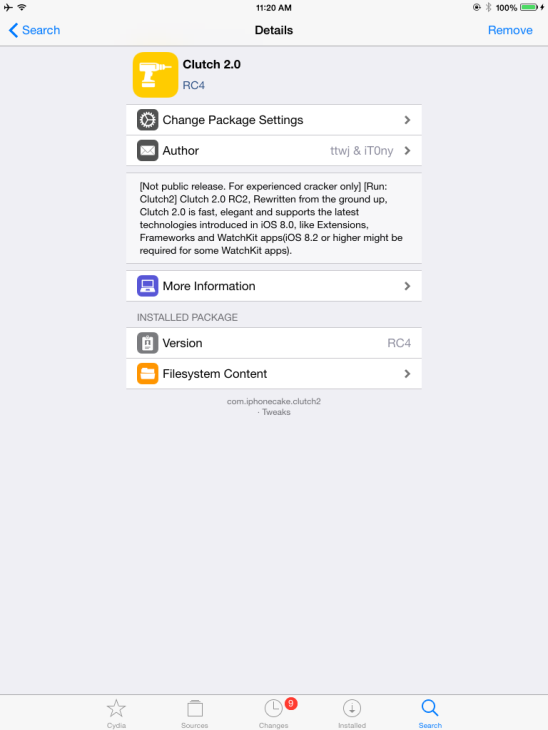 11:20 AM
100%
Search
Details
Remove
Clutch 2.0
RC4
Change Package Settings
Author
ttwj & iT0ny
[Not public release. For experienced cracker only] [Run:
Clutch2] Clutch 2.0 RC2, Rewritten from the ground up,
Clutch 2.0 is fast, elegant and supports the latest
technologies introduced in iOS 8.0, like Extensions,
Frameworks and WatchKit apps(iOS 8.2 or higher might be
required for some WatchKit apps).
More Information
INSTALLED PACKAGE
Version
RC4
Filesystem Content
com.iphonecake.clutch2
· Tweaks
9
Cydia
Sources
Changes
Installed
Search